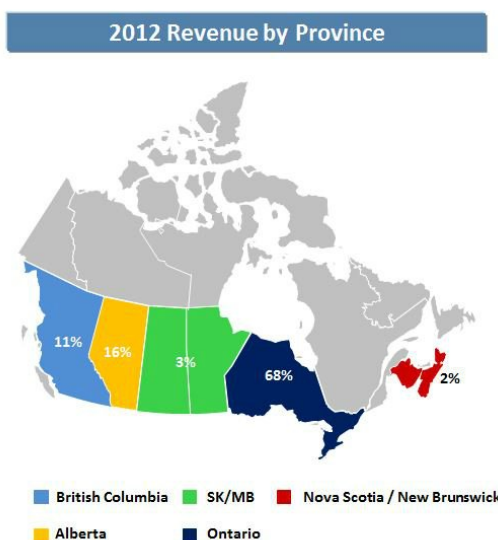 2012 Revenue by Province
11%
16%
3%
68%
2%
British Columbia SK/MB Nova Scotia / New Brunswick
Alberta Ontario